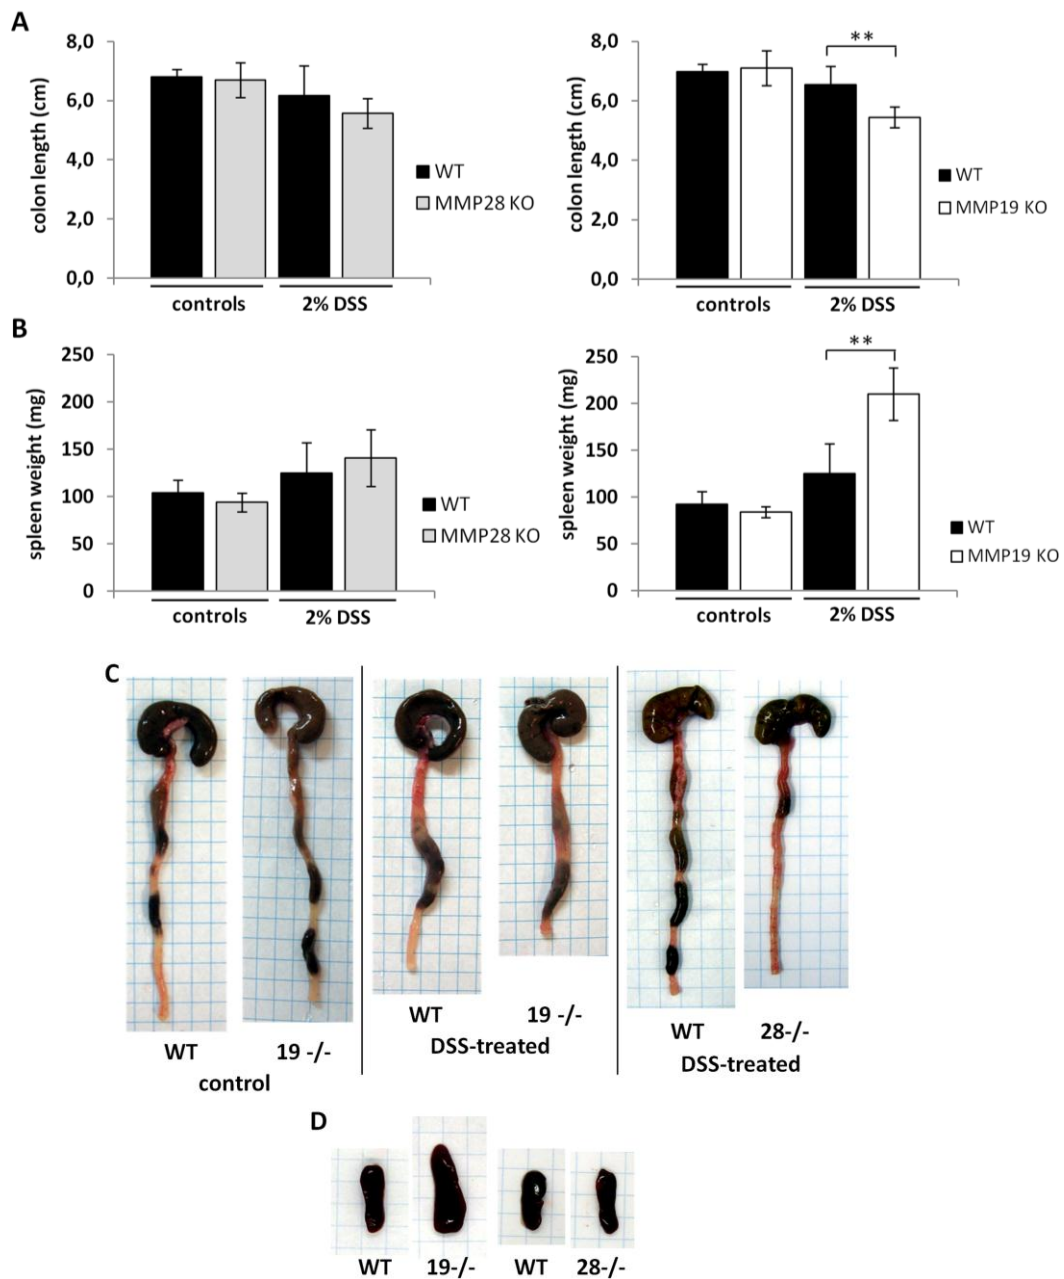 A
8,0
6,0
4,0
2,0
0,0
colon length (cm)
controls
2% DSS
WT
MMP28 KO
8,0
6,0
4,0
2,0
0,0
colon length (cm)
**
controls
2% DSS
WT
MMP19 KO
B
250
200
150
100
50
0
spleen weight (mg)
controls
2% DSS
WT
MMP28 KO
250
200
150
100
50
0
spleen weight (mg)
**
controls
2% DSS
WT
MMP19 KO
C
WT 19 -/-
control
WT 19 -/-
DSS-treated
WT 28-/-
DSS-treated
D
WT 19-/- WT 28-/-